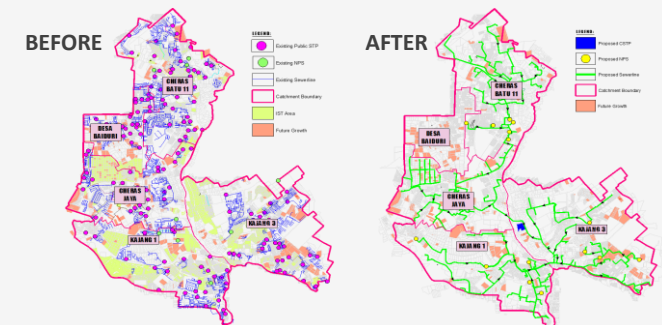 BEFORE
LEGEND:
Existing Public STP
Existing NPS
Existing Sewerline
Catchment Boundary
IST Area
Future Growth
CHERAS
BATU 11
DESA
BAIDURI
CHERAS
JAYA
KAJANG 1
KAJANG 3
AFTER
LEGEND:
Proposed CSTP
Proposed NPS
Proposed Sewerline
Catchment Boundary
Future Growth
CHERAS
BATU 11
DESA
BAIDURI
CHERAS
JAYA
KAJANG 1
KAJANG 3